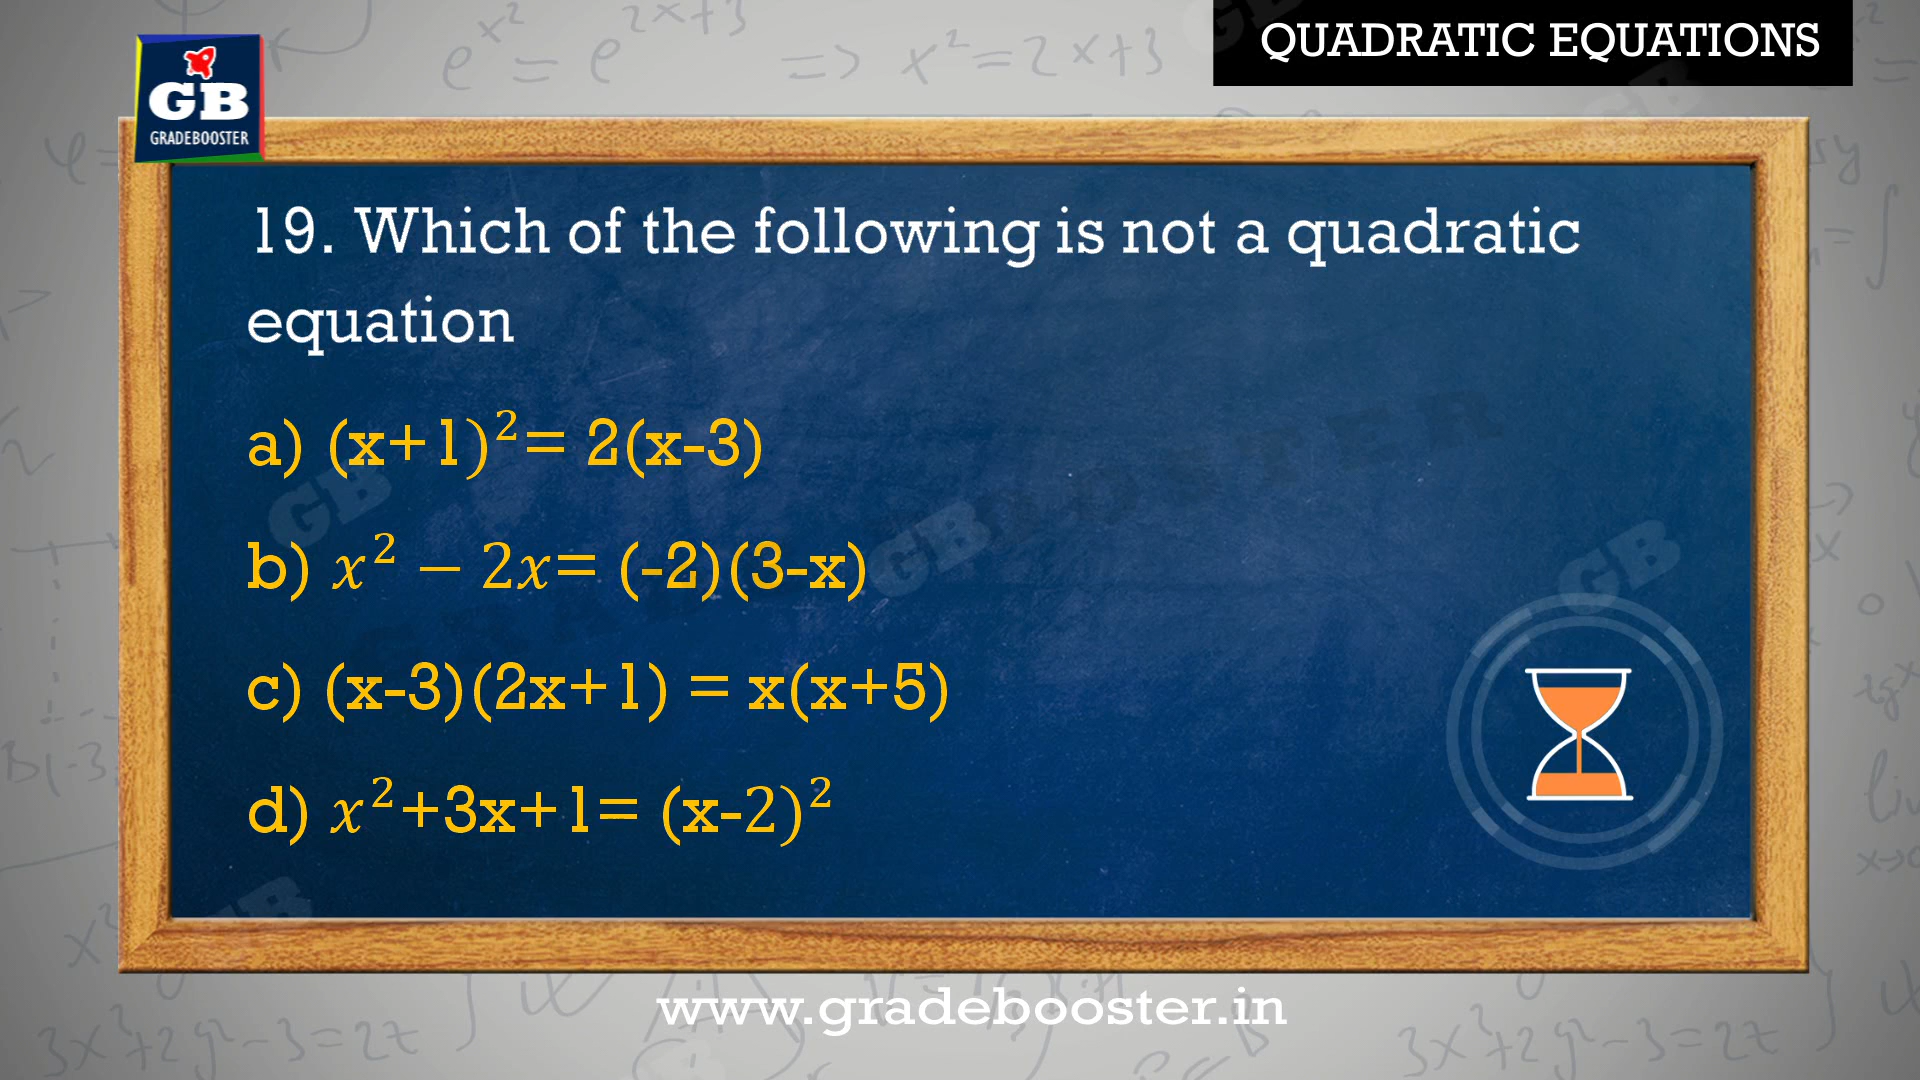 QUADRATIC EQUATIONS
GB
GRADEBOOSTER
19. Which of the following is not a quadratic
equation
a) (x+1)²= 2(x-3)
b) x² − 2x= (-2)(3-x)
c) (x-3)(2x+1) = x(x+5)
d) x²+3x+1= (x-2)²
www.gradebooster.in